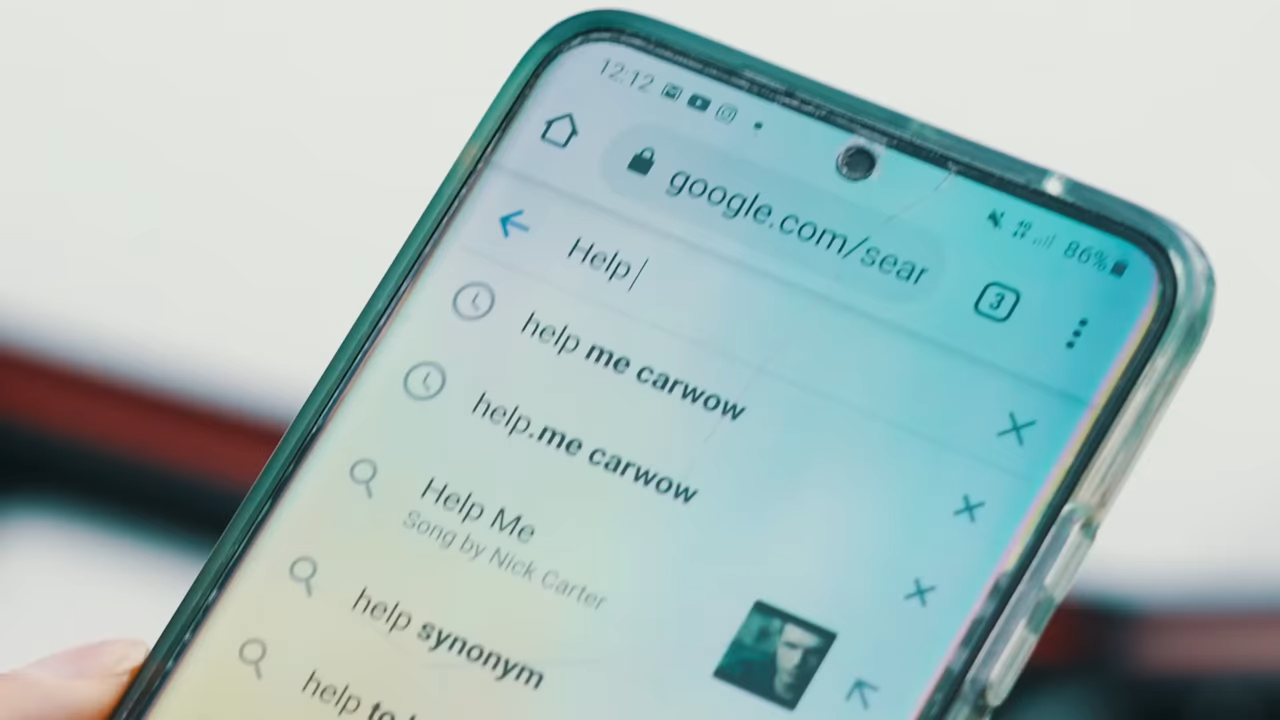 12:12
86%
google.com/sear
3
Help
help me carwow
help.me carwow
Help Me
Song by Nick Carter
help synonym
help